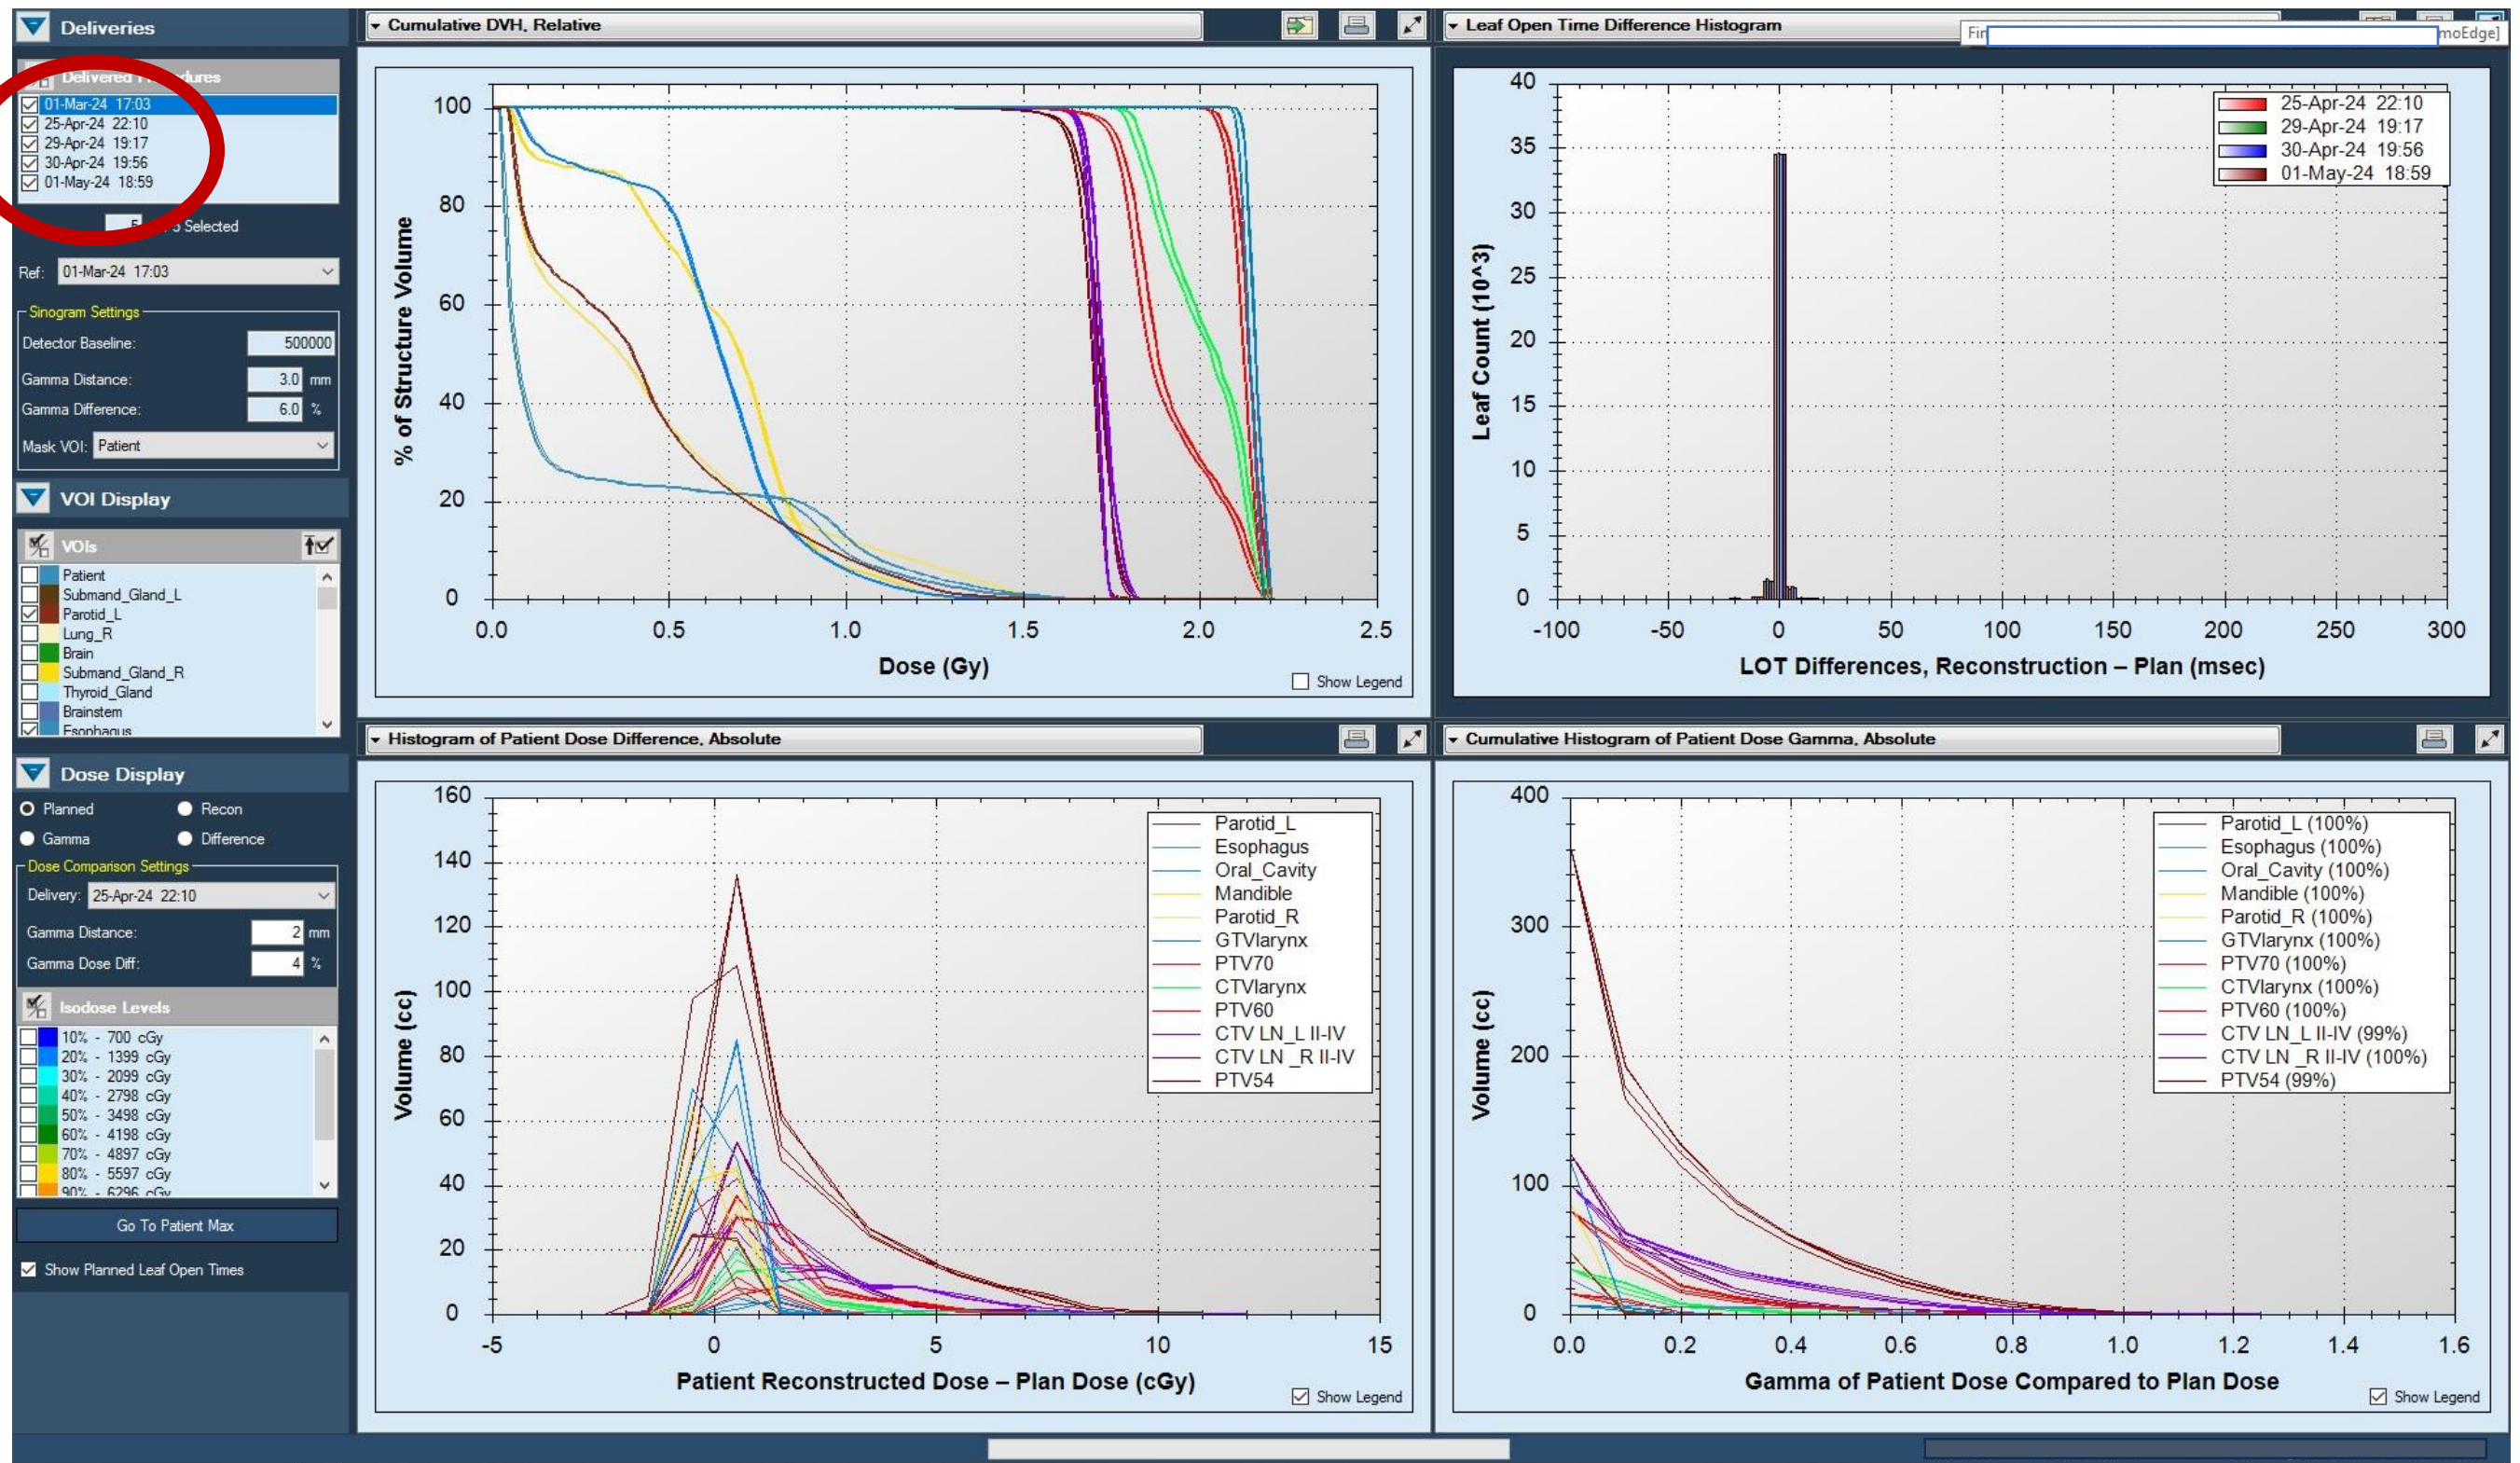 Deliveries
Delivered
01-Mar-24 17:03
25-Apr-24 22:10
29-Apr-24 19:17
30-Apr-24 19:56
01-May-24 18:59
5 Selected
Ref: 01-Mar-24 17:03
Sinogram Settings
Detector Baseline: 500000
Gamma Distance: 3.0 mm
Gamma Difference: 6.0 %
Mask VOI: Patient
VOI Display
VOIs
Patient
Submand_Gland_L
Parotid_L
Lung_R
Brain
Submand_Gland_R
Thyroid_Gland
Brainstem
Esophagus
Dose Display
Planned Recon
Gamma Difference
Dose Comparison Settings
Delivery: 25-Apr-24 22:10
Gamma Distance: 2 mm
Gamma Dose Diff: 4 %
Isodose Levels
10% - 700 cGy
20% - 1399 cGy
30% - 2099 cGy
40% - 2798 cGy
50% - 3498 cGy
60% - 4198 cGy
70% - 4897 cGy
80% - 5597 cGy
90% - 6296 cGy
Go To Patient Max
Show Planned Leaf Open Times
Cumulative DVH, Relative
% of Structure Volume
100
80
60
40
20
0
0.0 0.5 1.0 1.5 2.0 2.5
Dose (Gy)
Show Legend
Leaf Open Time Difference Histogram
moEdge]
Leaf Count (10^3)
40
35
30
25
20
15
10
5
0
25-Apr-24 22:10
29-Apr-24 19:17
30-Apr-24 19:56
01-May-24 18:59
-100 -50 0 50 100 150 200 250 300
LOT Differences, Reconstruction – Plan (msec)
Histogram of Patient Dose Difference, Absolute
Volume (cc)
160
140
120
100
80
60
40
20
0
Parotid_L
Esophagus
Oral_Cavity
Mandible
Parotid_R
GTVlarynx
PTV70
CTVlarynx
PTV60
CTV LN_L II-IV
CTV LN _R II-IV
PTV54
-5 0 5 10 15
Patient Reconstructed Dose – Plan Dose (cGy)
Show Legend
Cumulative Histogram of Patient Dose Gamma, Absolute
Volume (cc)
400
300
200
100
0
Parotid_L (100%)
Esophagus (100%)
Oral_Cavity (100%)
Mandible (100%)
Parotid_R (100%)
GTVlarynx (100%)
PTV70 (100%)
CTVlarynx (100%)
PTV60 (100%)
CTV LN_L II-IV (99%)
CTV LN _R II-IV (100%)
PTV54 (99%)
0.0 0.2 0.4 0.6 0.8 1.0 1.2 1.4 1.6
Gamma of Patient Dose Compared to Plan Dose
Show Legend